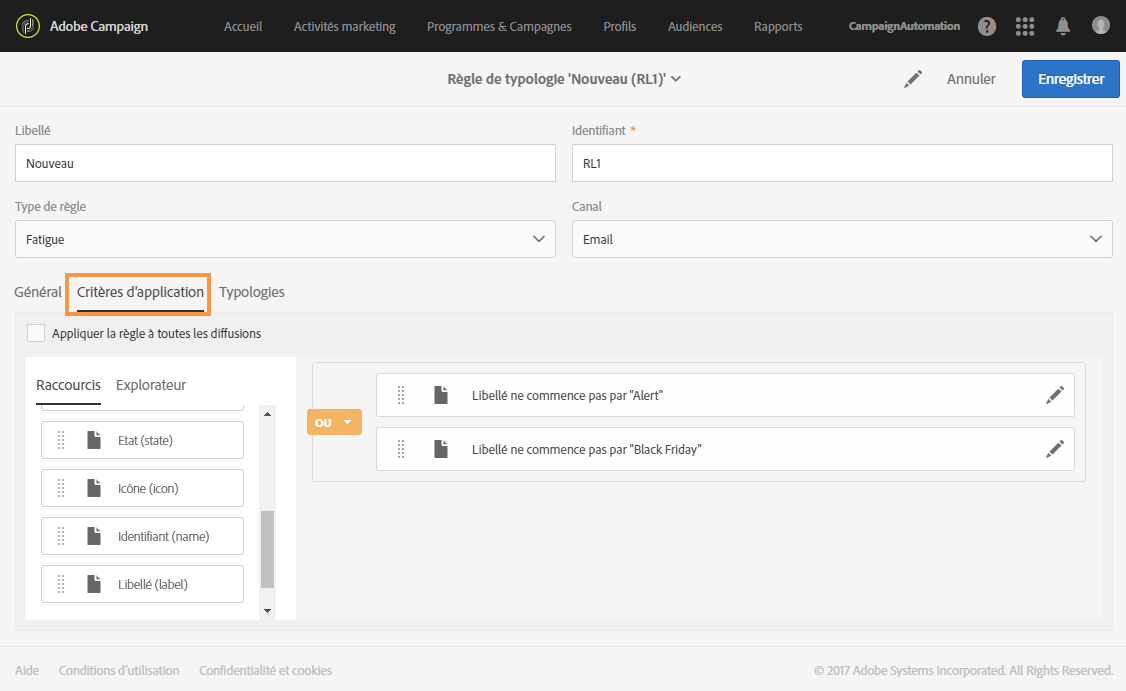 Adobe Campaign Accueil Activités marketing Programmes & Campagnes Profils Audiences Rapports CampaignAutomation ?
Règle de typologie 'Nouveau (RL1)' Annuler Enregistrer
Libellé Identifiant *
Nouveau RL1
Type de règle Canal
Fatigue Email
Général Critères d'application Typologies
Appliquer la règle à toutes les diffusions
Raccourcis Explorateur
Libellé ne commence pas par "Alert"
OU
Etat (state)
Libellé ne commence pas par "Black Friday"
Icône (icon)
Identifiant (name)
Libellé (label)
Aide Conditions d'utilisation Confidentialité et cookies © 2017 Adobe Systems Incorporated. All Rights Reserved.